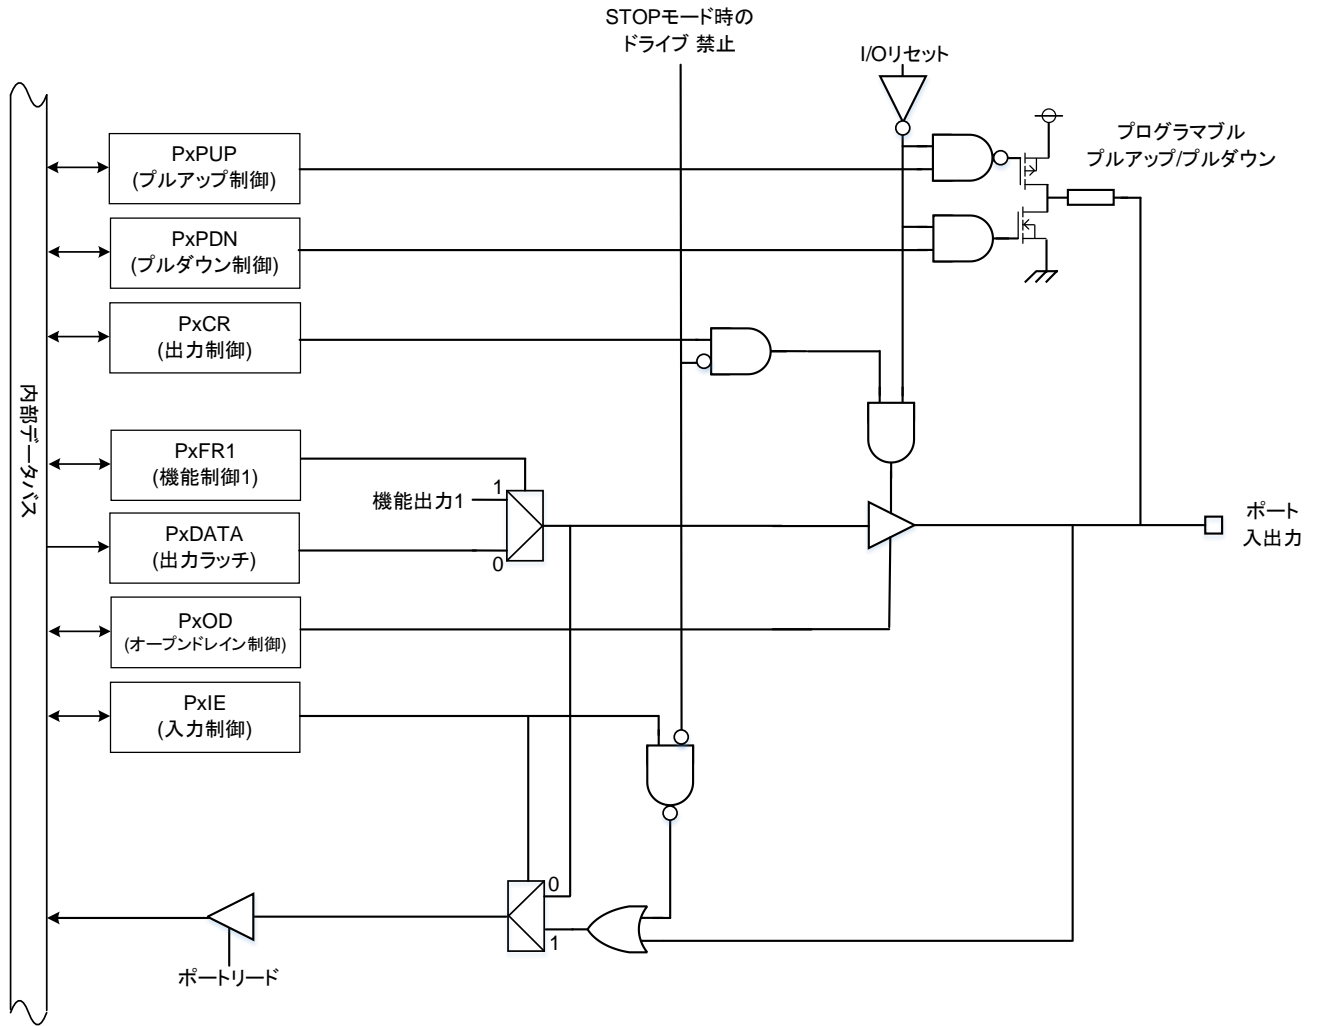 STOPモード時の
ドライブ 禁止
I/Oリセット
プログラマブル
プルアップ/プルダウン
PxPUP
(プルアップ制御)
PxPDN
(プルダウン制御)
PxCR
(出力制御)
内部データバス
PxFR1
(機能制御1)
機能出力1
1
0
PxDATA
(出力ラッチ)
ポート
入出力
PxOD
(オープンドレイン制御)
PxIE
(入力制御)
0
1
ポートリード